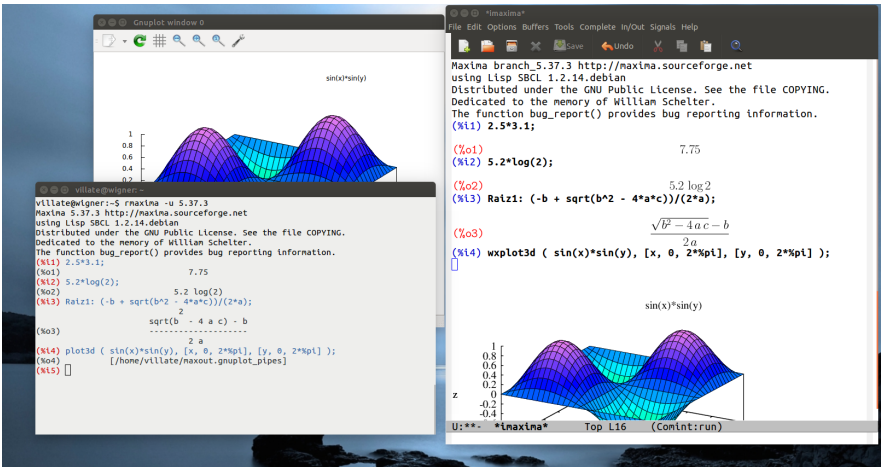 Gnuplot window 0
sin(x)*sin(y)
1
0.8
0.6
0.4
0.2
villate@wigner: ~
villate@wigner:~$ rmaxima -u 5.37.3
Maxima 5.37.3 http://maxima.sourceforge.net
using Lisp SBCL 1.2.14.debian
Distributed under the GNU Public License. See the file COPYING.
Dedicated to the memory of William Schelter.
The function bug_report() provides bug reporting information.
(%i1) 2.5*3.1;
(%o1) 7.75
(%i2) 5.2*log(2);
(%o2) 5.2 log(2)
(%i3) Raiz1: (-b + sqrt(b^2 - 4*a*c))/(2*a);
2
sqrt(b - 4 a c) - b
(%o3) -------------------
2 a
(%i4) plot3d ( sin(x)*sin(y), [x, 0, 2*%pi], [y, 0, 2*%pi] );
(%o4) [/home/villate/maxout.gnuplot_pipes]
(%i5)
*imaxima*
File Edit Options Buffers Tools Complete In/Out Signals Help
Save Undo
Maxima branch_5.37.3 http://maxima.sourceforge.net
using Lisp SBCL 1.2.14.debian
Distributed under the GNU Public License. See the file COPYING.
Dedicated to the memory of William Schelter.
The function bug_report() provides bug reporting information.
(%i1) 2.5*3.1;
(%o1) 7.75
(%i2) 5.2*log(2);
(%o2) 5.2 log 2
(%i3) Raiz1: (-b + sqrt(b^2 - 4*a*c))/(2*a);
√b² − 4 a c − b
(%o3)
2 a
(%i4) wxplot3d ( sin(x)*sin(y), [x, 0, 2*%pi], [y, 0, 2*%pi] );
sin(x)*sin(y)
1
0.8
0.6
0.4
0.2
z 0
-0.2
-0.4
U:**- *imaxima* Top L16 (Comint:run)